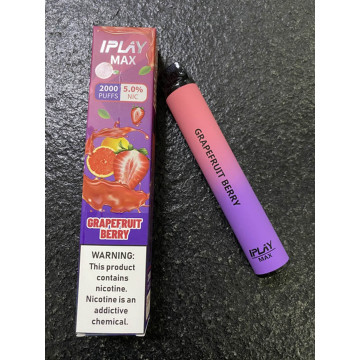 IPLAY
MAX
2000 5.0%
PUFFS NIC
GRAPEFRUIT
BERRY
WARNING:
This product
contains
nicotine.
Nicotine is an
addictive
chemical.
GRAPEFRUIT BERRY
IPLAY
MAX